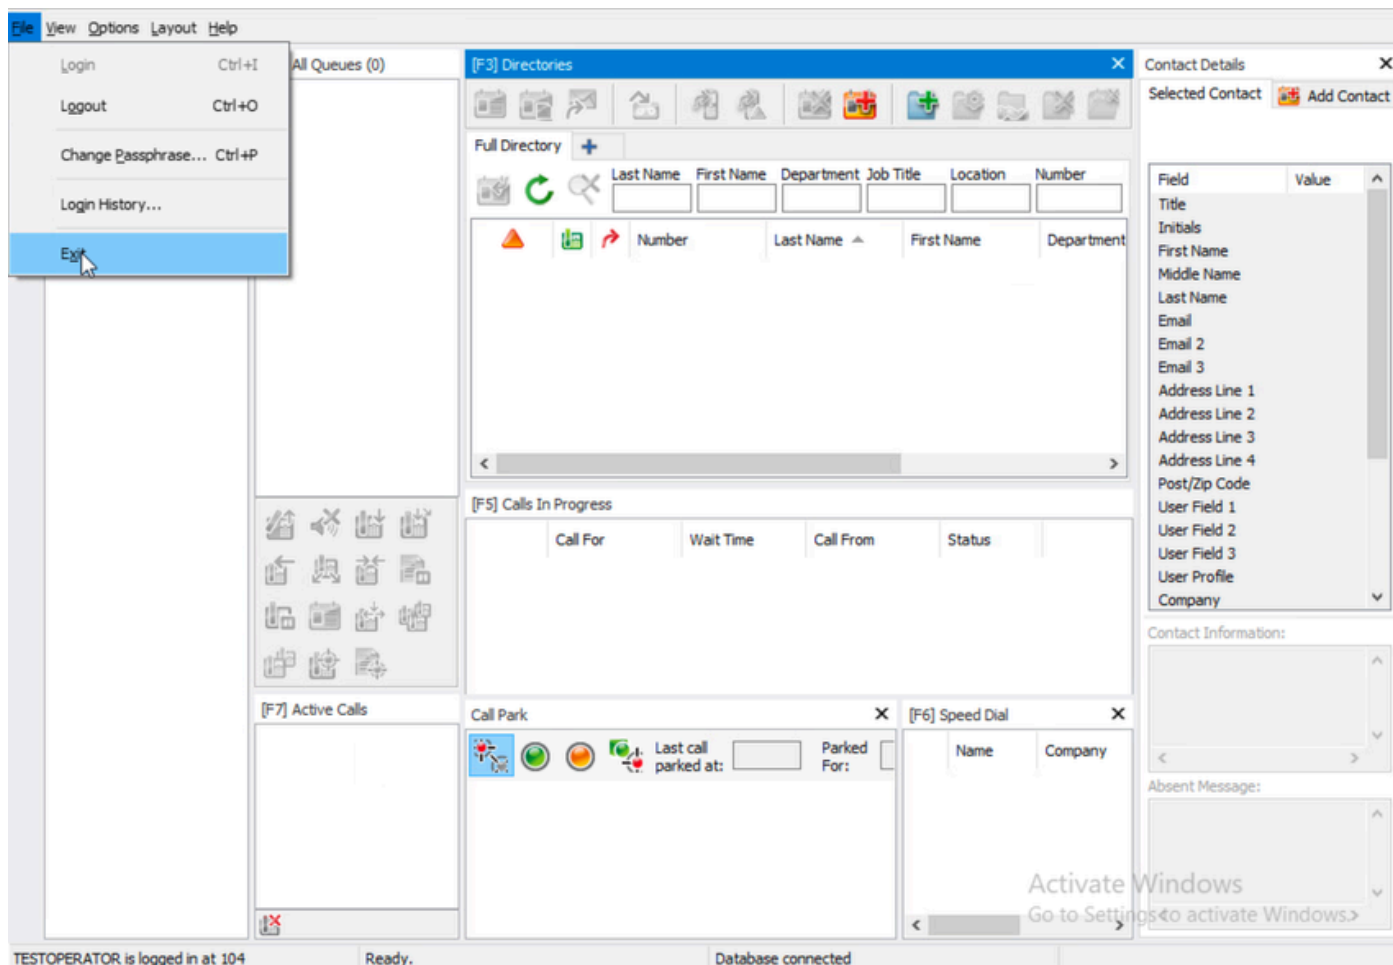 File View Options Layout Help
Login Ctrl+I
Logout Ctrl+O
Change Passphrase... Ctrl+P
Login History...
Exit
All Queues (0)
[F3] Directories
Full Directory
Last Name First Name Department Job Title Location Number
Number Last Name First Name Department
[F5] Calls In Progress
Call For Wait Time Call From Status
[F7] Active Calls
Call Park
Last call parked at:
Parked For:
[F6] Speed Dial
Name Company
Contact Details
Selected Contact Add Contact
Field Value
Title
Initials
First Name
Middle Name
Last Name
Email
Email 2
Email 3
Address Line 1
Address Line 2
Address Line 3
Address Line 4
Post/Zip Code
User Field 1
User Field 2
User Field 3
User Profile
Company
Contact Information:
Absent Message:
Activate Windows
Go to Settings to activate Windows.
TESTOPERATOR is logged in at 104 Ready. Database connected